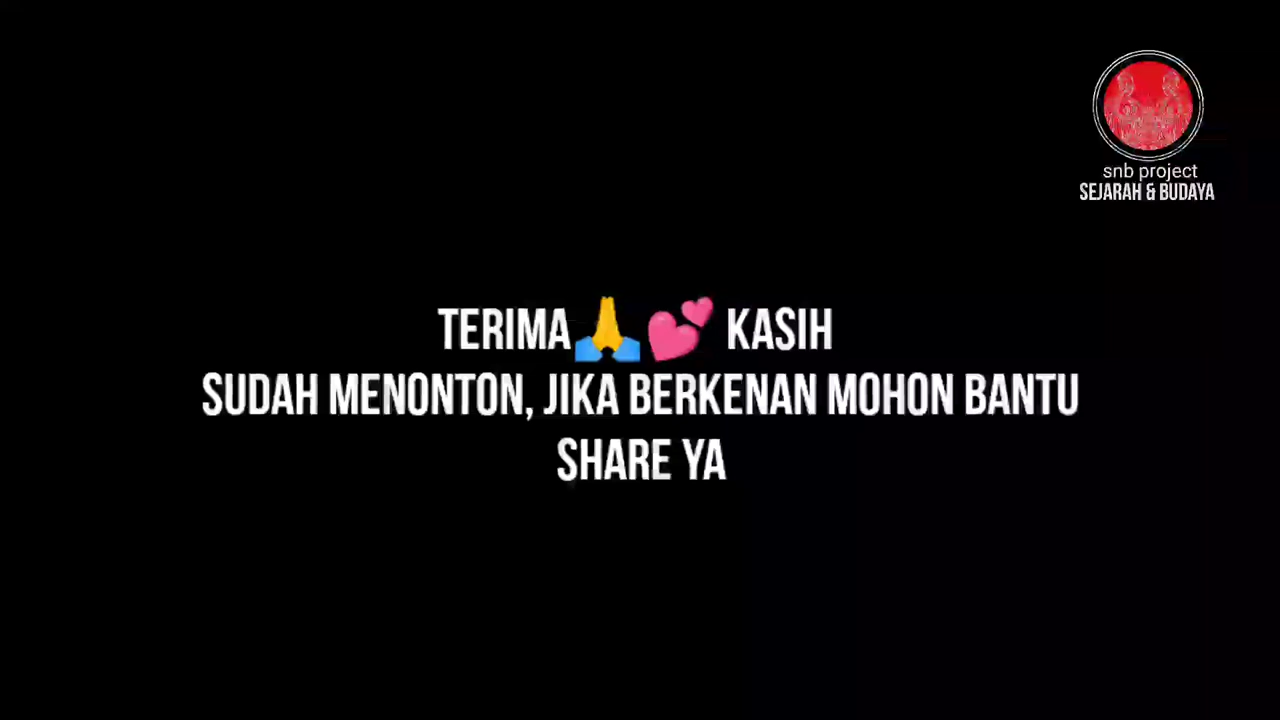 snb project
SEJARAH & BUDAYA
TERIMA🙏💕 KASIH
SUDAH MENONTON, JIKA BERKENAN MOHON BANTU
SHARE YA